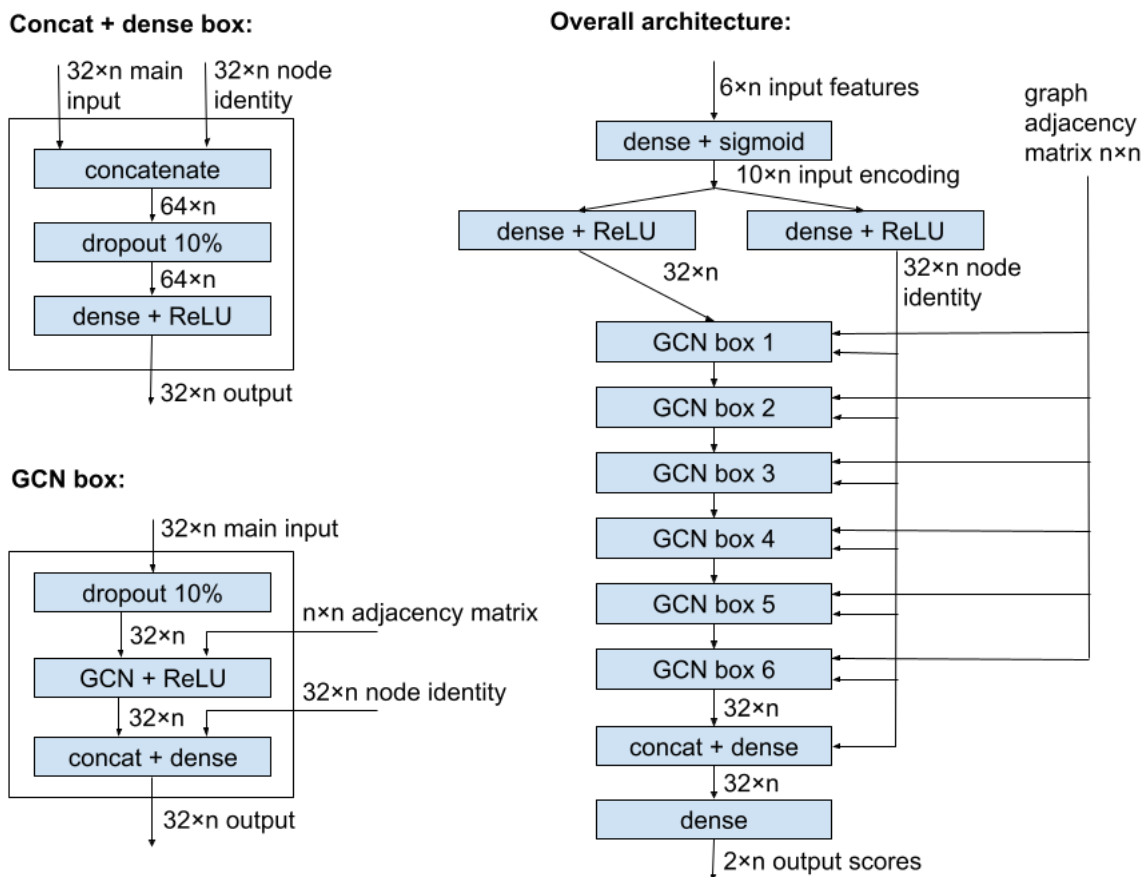 Concat + dense box:
32×n main
input
32×n node
identity
concatenate
64×n
dropout 10%
64×n
dense + ReLU
32×n output
GCN box:
32×n main input
dropout 10%
n×n adjacency matrix
32×n
GCN + ReLU
32×n node identity
32×n
concat + dense
32×n output
Overall architecture:
6×n input features
graph
adjacency
matrix n×n
dense + sigmoid
10×n input encoding
dense + ReLU
dense + ReLU
32×n
32×n node
identity
GCN box 1
GCN box 2
GCN box 3
GCN box 4
GCN box 5
GCN box 6
32×n
concat + dense
32×n
dense
2×n output scores